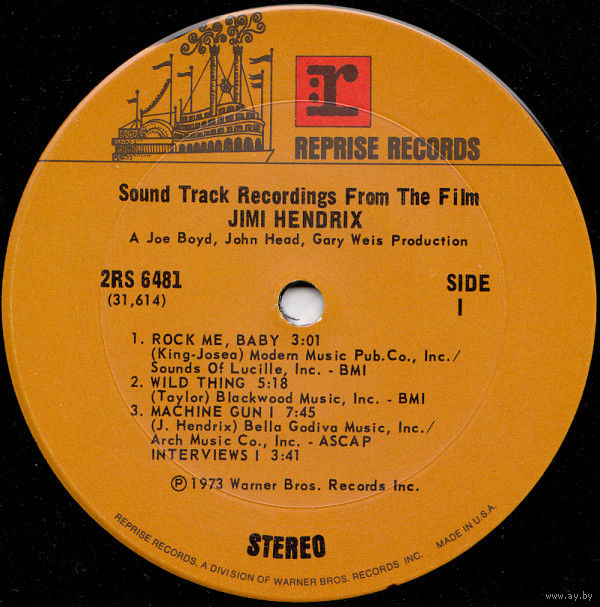 r
REPRISE RECORDS
Sound Track Recordings From The Film
JIMI HENDRIX
A Joe Boyd, John Head, Gary Weis Production
2RS 6481
(31,614)
SIDE
I
1. ROCK ME, BABY 3:01
(King-Josea) Modern Music Pub.Co., Inc./
Sounds Of Lucille, Inc. - BMI
2. WILD THING 5:18
(Taylor) Blackwood Music, Inc. - BMI
3. MACHINE GUN I 7:45
(J. Hendrix) Bella Godiva Music, Inc./
Arch Music Co., Inc. - ASCAP
INTERVIEWS I 3:41
℗ 1973 Warner Bros. Records Inc.
STEREO
REPRISE RECORDS, A DIVISION OF WARNER BROS. RECORDS INC. MADE IN U.S.A.
www.ay.by